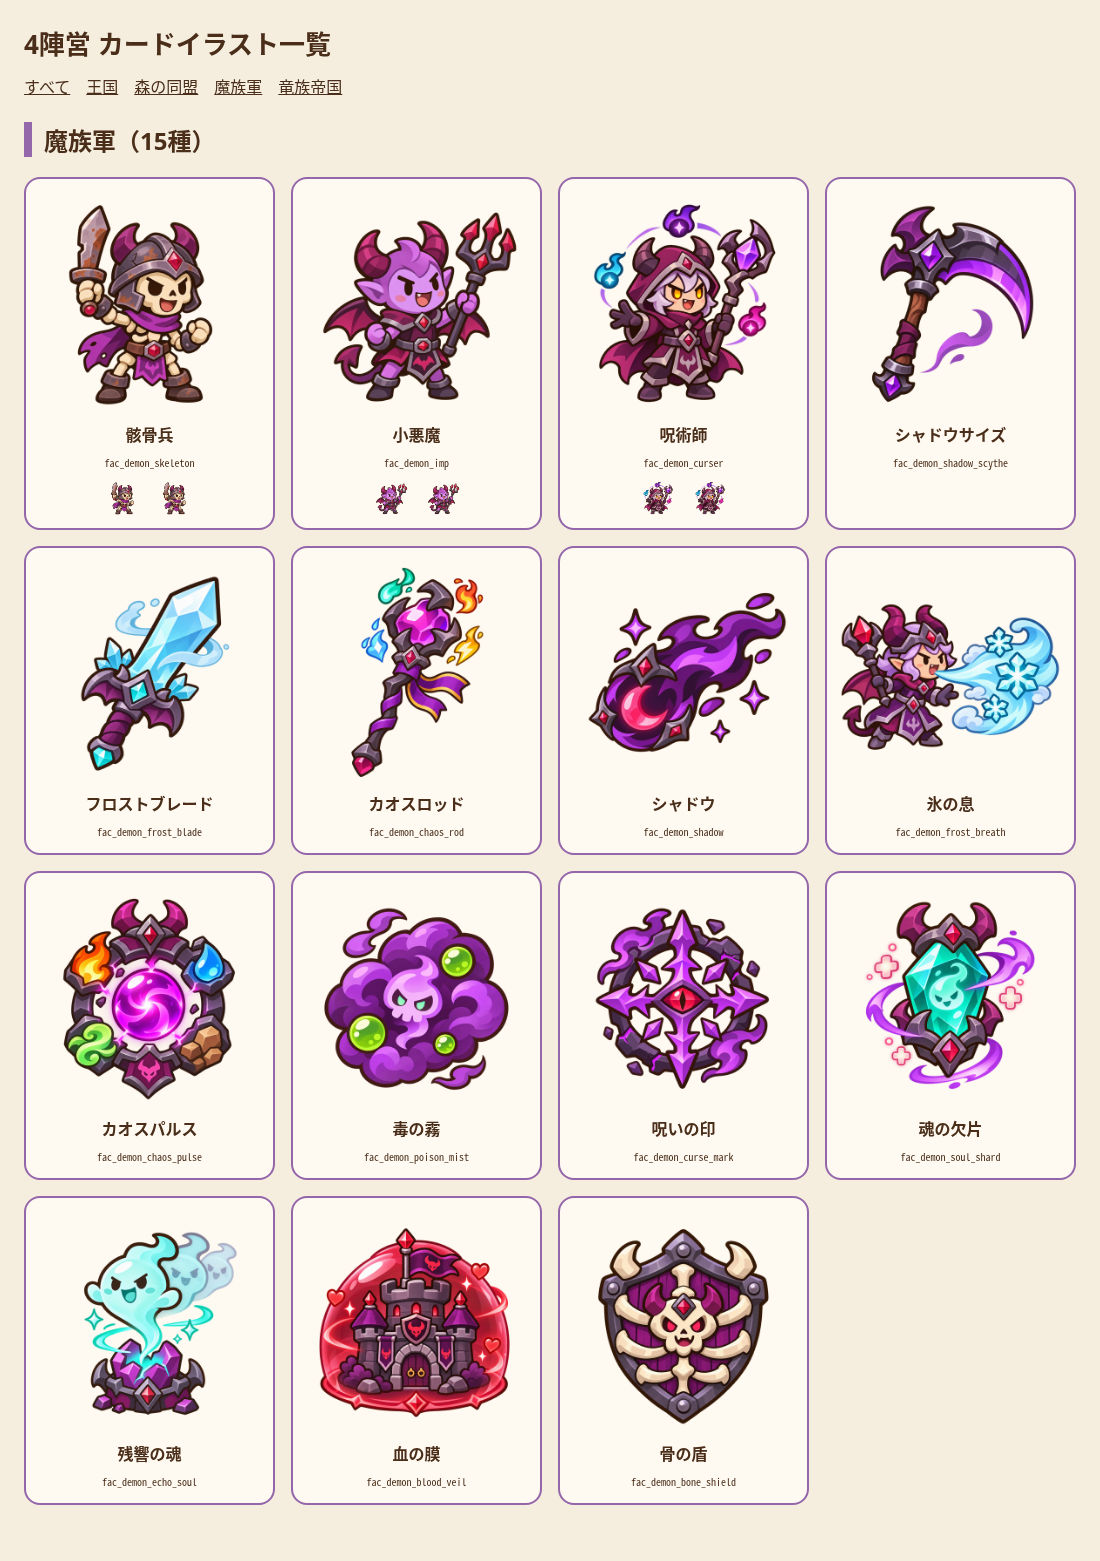 4陣営 カードイラスト一覧
すべて 王国 森の同盟 魔族軍 竜族帝国
魔族軍（15種）
骸骨兵
fac_demon_skeleton
小悪魔
fac_demon_imp
呪術師
fac_demon_curser
シャドウサイズ
fac_demon_shadow_scythe
フロストブレード
fac_demon_frost_blade
カオスロッド
fac_demon_chaos_rod
シャドウ
fac_demon_shadow
氷の息
fac_demon_frost_breath
カオスパルス
fac_demon_chaos_pulse
毒の霧
fac_demon_poison_mist
呪いの印
fac_demon_curse_mark
魂の欠片
fac_demon_soul_shard
残響の魂
fac_demon_echo_soul
血の膜
fac_demon_blood_veil
骨の盾
fac_demon_bone_shield